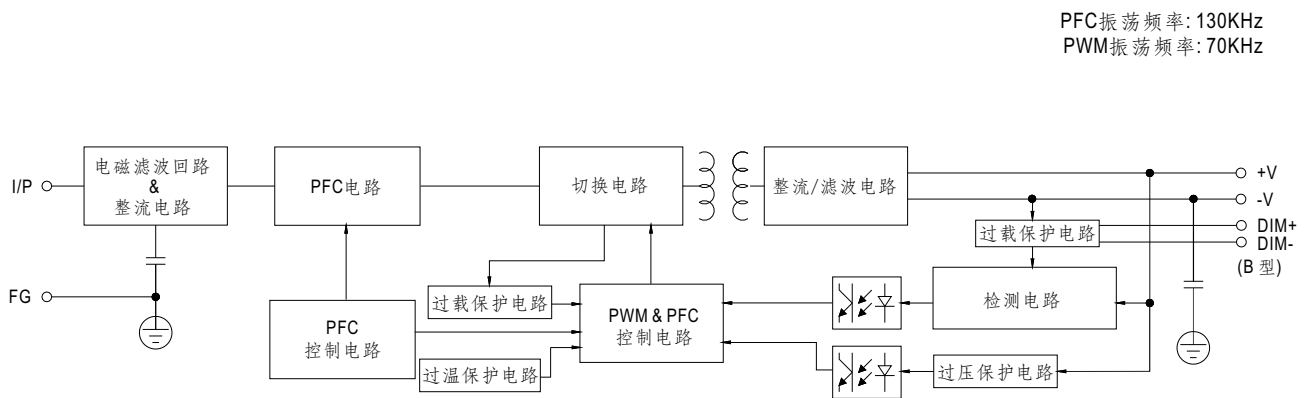 PFC振荡频率: 130KHz
PWM振荡频率: 70KHz
I/P
电磁滤波回路
&
整流电路
PFC电路
切换电路
整流/滤波电路
+V
-V
过载保护电路
DIM+
DIM-
(B 型)
FG
过载保护电路
检测电路
PFC
控制电路
PWM & PFC
控制电路
过温保护电路
过压保护电路